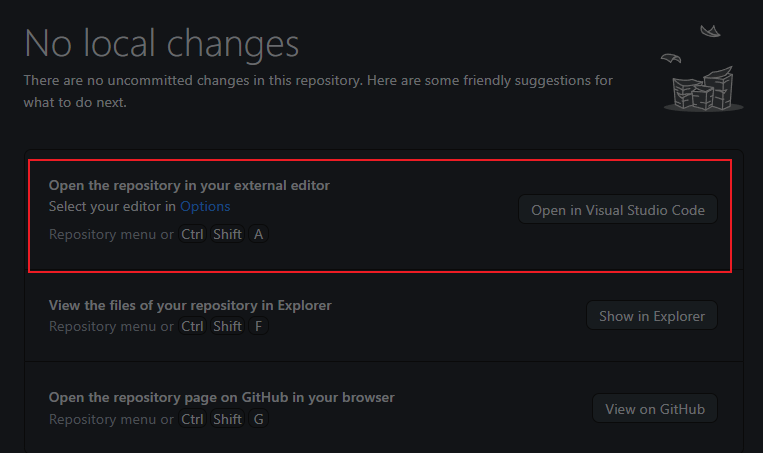 No local changes
There are no uncommitted changes in this repository. Here are some friendly suggestions for
what to do next.
Open the repository in your external editor
Select your editor in Options
Open in Visual Studio Code
Repository menu or Ctrl Shift A
View the files of your repository in Explorer
Repository menu or Ctrl Shift F
Show in Explorer
Open the repository page on GitHub in your browser
Repository menu or Ctrl Shift G
View on GitHub